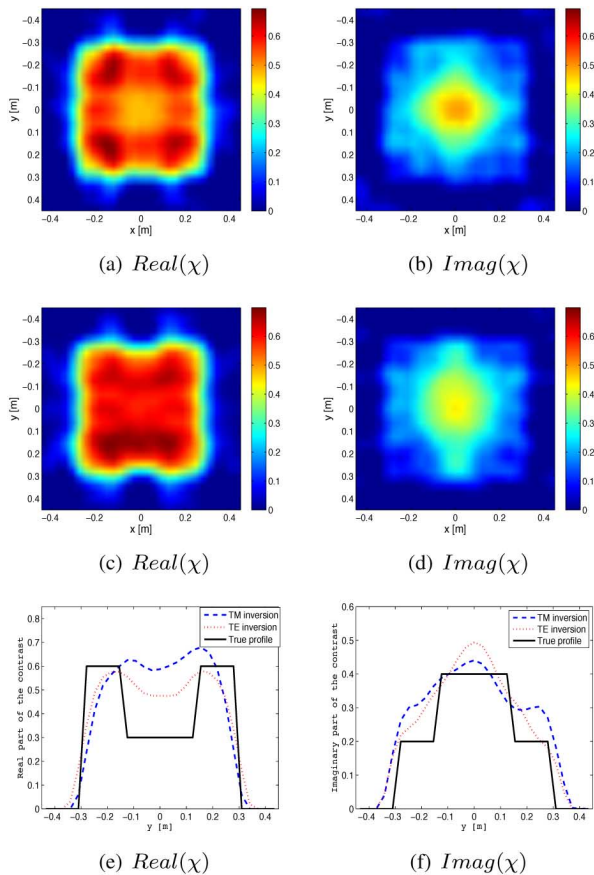 −0.4
−0.3
−0.2
−0.1
0
0.1
0.2
0.3
0.4
y [m]
−0.4 −0.2 0 0.2 0.4
x [m]
0.6
0.5
0.4
0.3
0.2
0.1
0
−0.4
−0.3
−0.2
−0.1
0
0.1
0.2
0.3
0.4
y [m]
−0.4 −0.2 0 0.2 0.4
x [m]
0.6
0.5
0.4
0.3
0.2
0.1
0
(a) Real(χ)
(b) Imag(χ)
−0.4
−0.3
−0.2
−0.1
0
0.1
0.2
0.3
0.4
y [m]
−0.4 −0.2 0 0.2 0.4
x [m]
0.6
0.5
0.4
0.3
0.2
0.1
0
−0.4
−0.3
−0.2
−0.1
0
0.1
0.2
0.3
0.4
y [m]
−0.4 −0.2 0 0.2 0.4
x [m]
0.6
0.5
0.4
0.3
0.2
0.1
0
(c) Real(χ)
(d) Imag(χ)
Real part of the contrast
0.8
0.7
0.6
0.5
0.4
0.3
0.2
0.1
0
TM inversion
TE inversion
True profile
−0.4 −0.3 −0.2 −0.1 0 0.1 0.2 0.3 0.4
y [m]
Imaginary part of the contrast
0.6
0.5
0.4
0.3
0.2
0.1
0
TM inversion
TE inversion
True profile
−0.4 −0.3 −0.2 −0.1 0 0.1 0.2 0.3 0.4
y [m]
(e) Real(χ)
(f) Imag(χ)